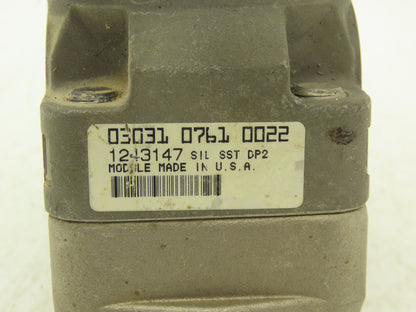 03031 0761 0022
1243147 SIL SST DP2
MODULE MADE IN U.S.A.